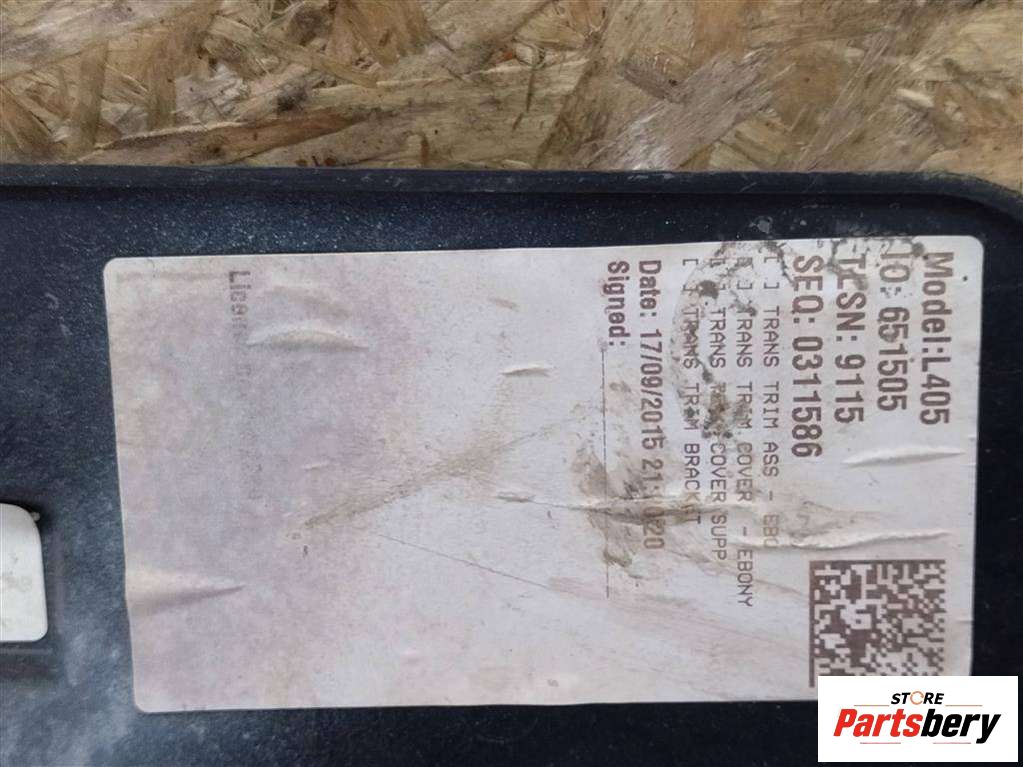 Model:L405
IO: 651505
TLSN: 9115
SEQ: 0311586
[ ] TRANS TRIM ASS - EBO
[ ] TRANS TRIM COVER - EBONY
[ ] TRANS COVER SUPP
[ ] TRANS TRIM BRACKET
Date: 17/09/2015
Signed:
STORE
Partsbery